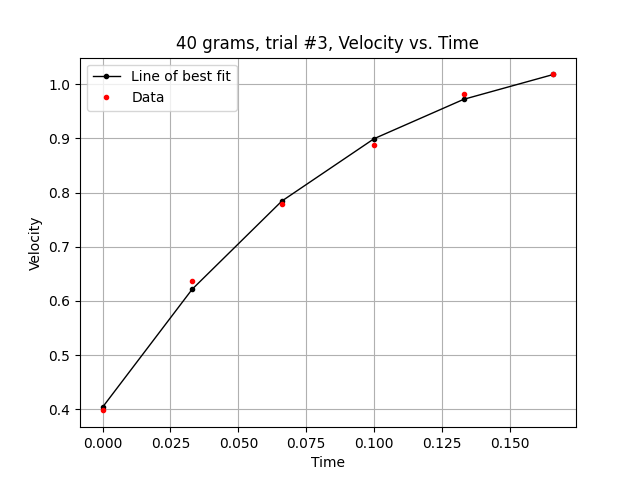 40 grams, trial #3, Velocity vs. Time
Line of best fit
Data
1.0
0.9
0.8
0.7
0.6
0.5
0.4
Velocity
0.000 0.025 0.050 0.075 0.100 0.125 0.150
Time